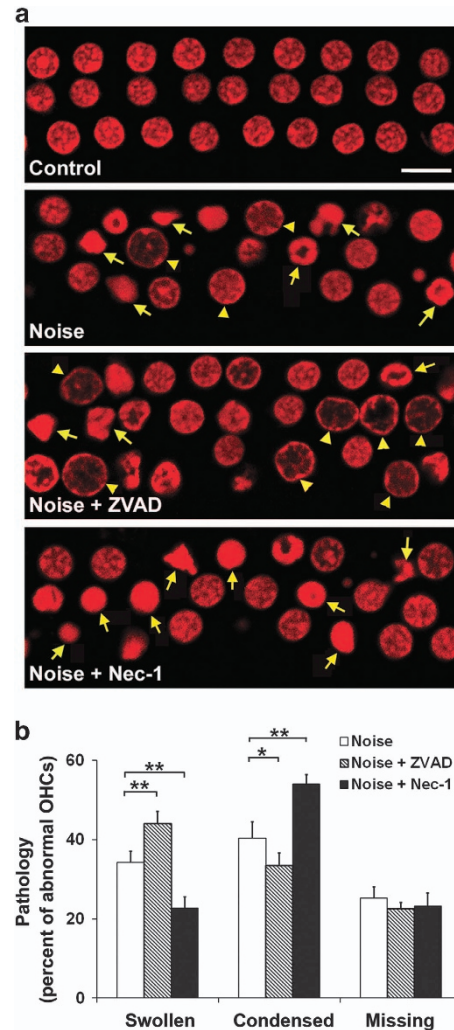 a
Control
Noise
Noise + ZVAD
Noise + Nec-1
b
Pathology
(percent of abnormal OHCs)
60
40
20
0
**
**
*
**
Noise
Noise + ZVAD
Noise + Nec-1
Swollen
Condensed
Missing